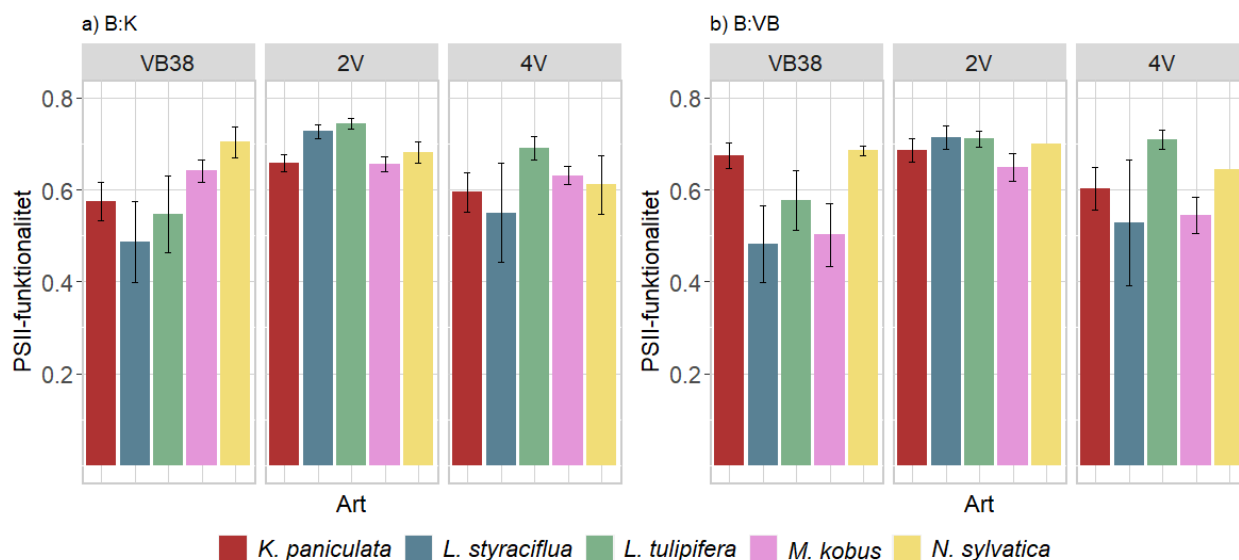 a) B:K
b) B:VB
VB38 2V 4V
VB38 2V 4V
PSII-funktionalitet
0.8
0.6
0.4
0.2
PSII-funktionalitet
0.8
0.6
0.4
0.2
Art
Art
K. paniculata L. styraciflua L. tulipifera M. kobus N. sylvatica